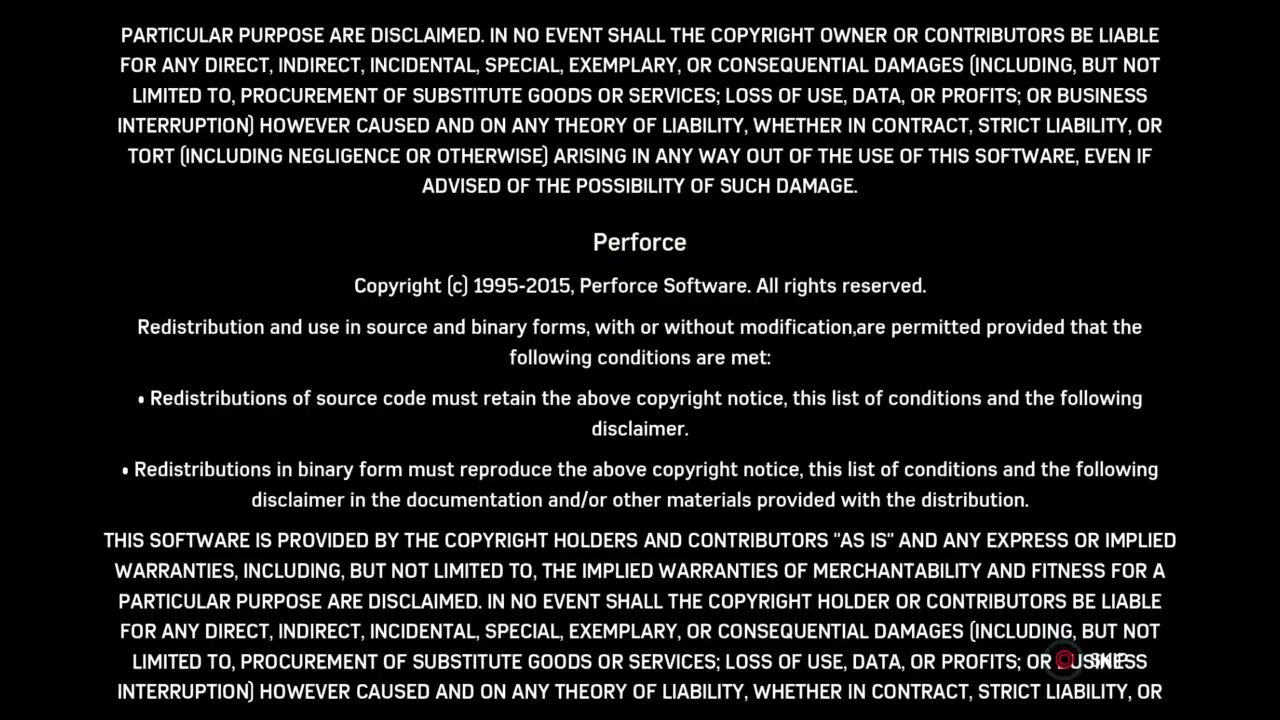 PARTICULAR PURPOSE ARE DISCLAIMED. IN NO EVENT SHALL THE COPYRIGHT OWNER OR CONTRIBUTORS BE LIABLE
FOR ANY DIRECT, INDIRECT, INCIDENTAL, SPECIAL, EXEMPLARY, OR CONSEQUENTIAL DAMAGES (INCLUDING, BUT NOT
LIMITED TO, PROCUREMENT OF SUBSTITUTE GOODS OR SERVICES; LOSS OF USE, DATA, OR PROFITS; OR BUSINESS
INTERRUPTION) HOWEVER CAUSED AND ON ANY THEORY OF LIABILITY, WHETHER IN CONTRACT, STRICT LIABILITY, OR
TORT (INCLUDING NEGLIGENCE OR OTHERWISE) ARISING IN ANY WAY OUT OF THE USE OF THIS SOFTWARE, EVEN IF
ADVISED OF THE POSSIBILITY OF SUCH DAMAGE.
Perforce
Copyright (c) 1995-2015, Perforce Software. All rights reserved.
Redistribution and use in source and binary forms, with or without modification,are permitted provided that the
following conditions are met:
• Redistributions of source code must retain the above copyright notice, this list of conditions and the following
disclaimer.
• Redistributions in binary form must reproduce the above copyright notice, this list of conditions and the following
disclaimer in the documentation and/or other materials provided with the distribution.
THIS SOFTWARE IS PROVIDED BY THE COPYRIGHT HOLDERS AND CONTRIBUTORS "AS IS" AND ANY EXPRESS OR IMPLIED
WARRANTIES, INCLUDING, BUT NOT LIMITED TO, THE IMPLIED WARRANTIES OF MERCHANTABILITY AND FITNESS FOR A
PARTICULAR PURPOSE ARE DISCLAIMED. IN NO EVENT SHALL THE COPYRIGHT HOLDER OR CONTRIBUTORS BE LIABLE
FOR ANY DIRECT, INDIRECT, INCIDENTAL, SPECIAL, EXEMPLARY, OR CONSEQUENTIAL DAMAGES (INCLUDING, BUT NOT
LIMITED TO, PROCUREMENT OF SUBSTITUTE GOODS OR SERVICES; LOSS OF USE, DATA, OR PROFITS; OR BUSINESS
SKIP
INTERRUPTION) HOWEVER CAUSED AND ON ANY THEORY OF LIABILITY, WHETHER IN CONTRACT, STRICT LIABILITY, OR